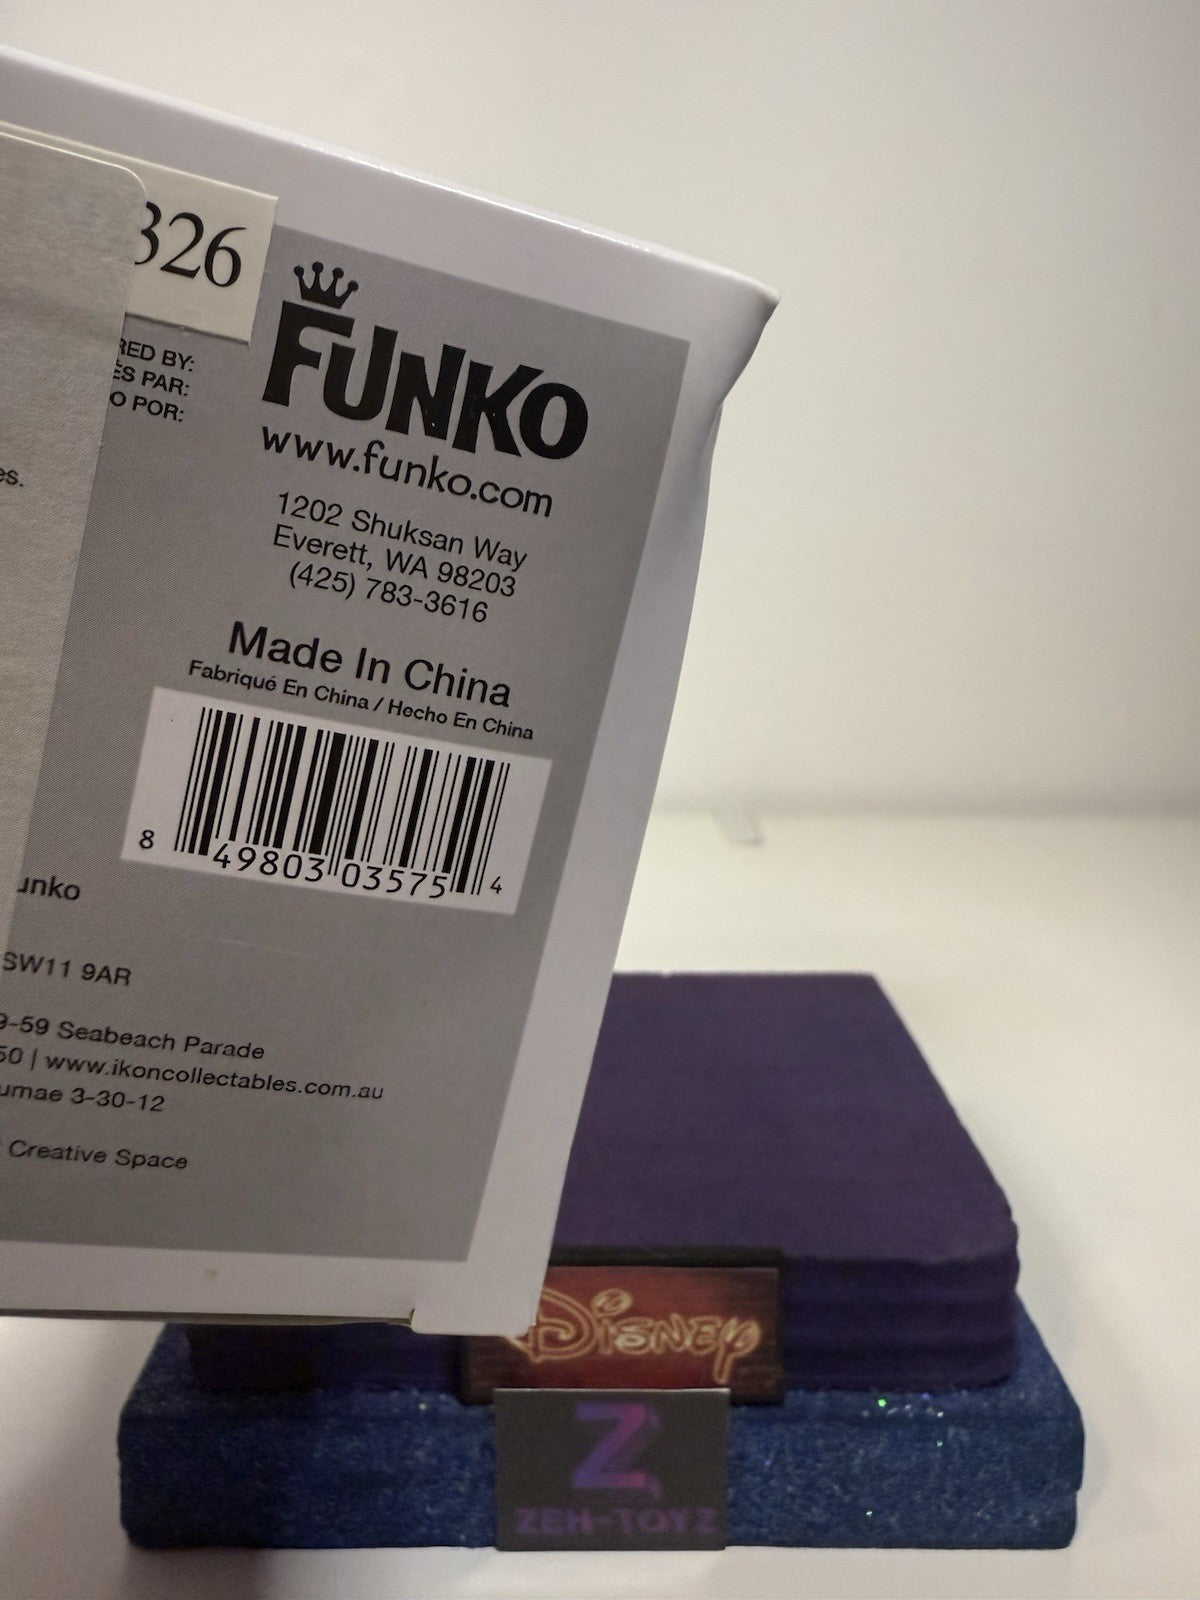 326
RED BY:
ÉS PAR:
O POR:
FUNKO
www.funko.com
1202 Shuksan Way
Everett, WA 98203
(425) 783-3616
es.
Made In China
Fabriqué En China / Hecho En China
8 49803 03575 4
unko
SW11 9AR
9-59 Seabeach Parade
50 | www.ikoncollectables.com.au
umae 3-30-12
Creative Space
Disney
Z
ZEH-TOYZ